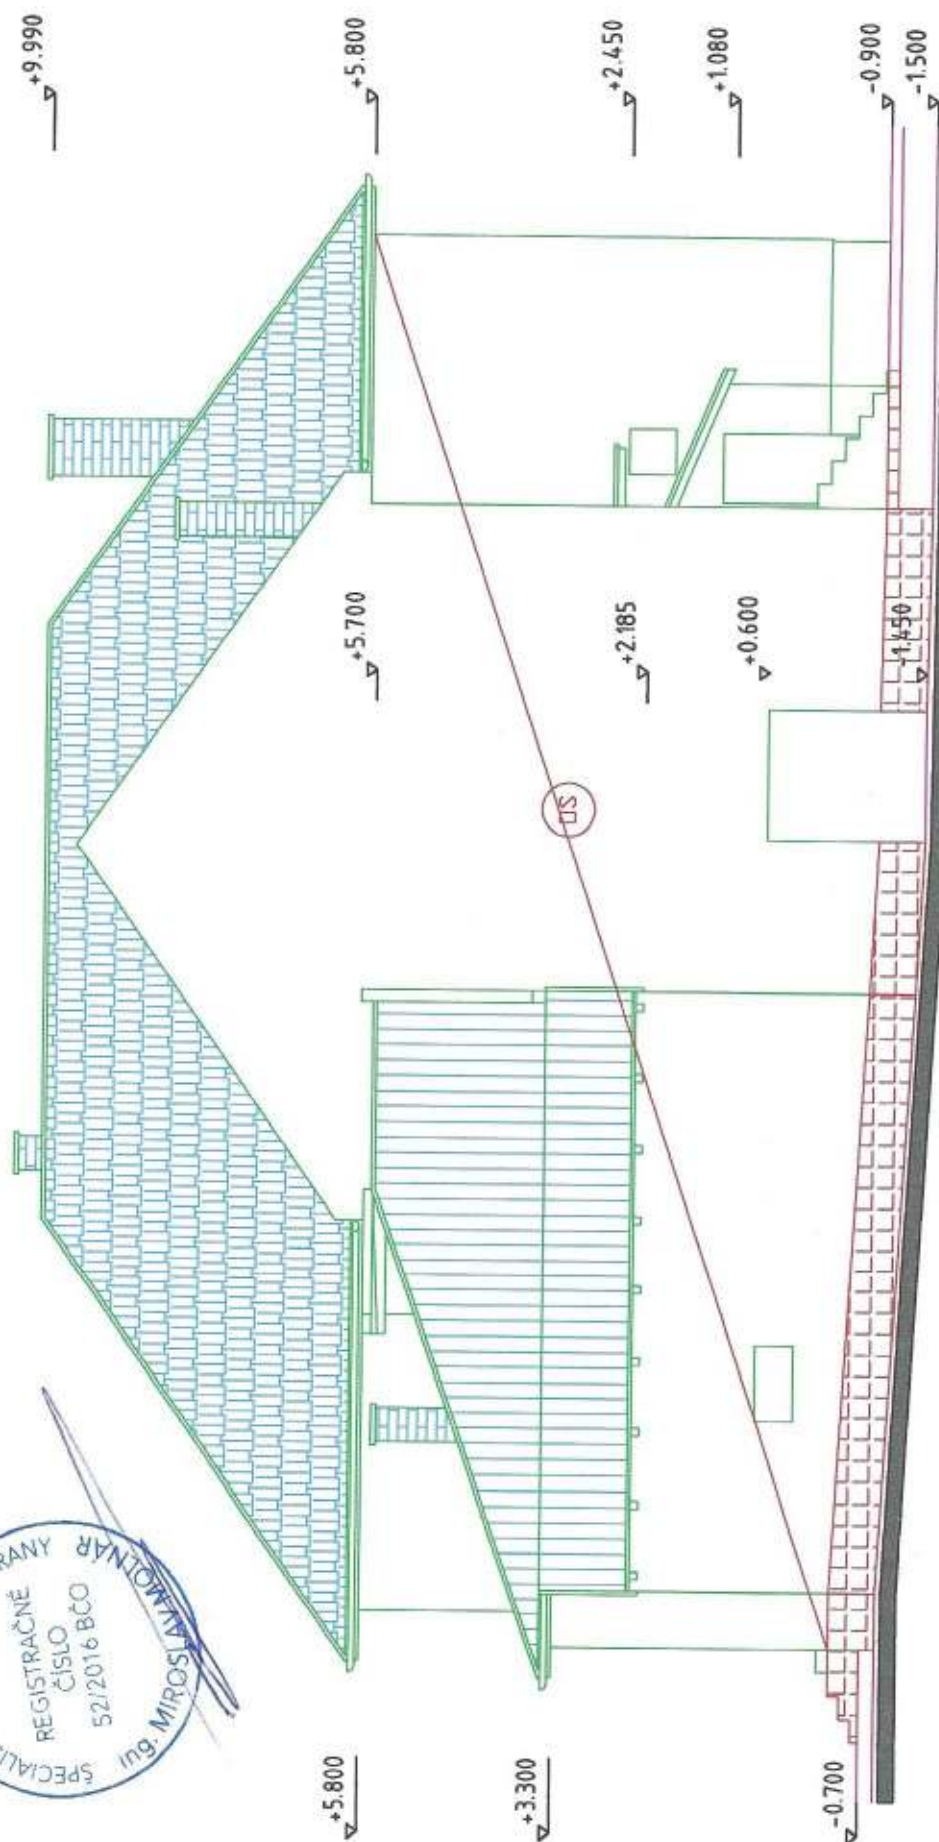 +9.990
+5.800
+2.450
+1.080
-0.900
-1.500
+5.700
+2.185
+0.600
-1.450
+5.800
+3.300
-0.700
RANY
REGISTRAČNÉ
ČÍSLO
52/2016 BČO
Ing. MIROSLAV MOLNÁR